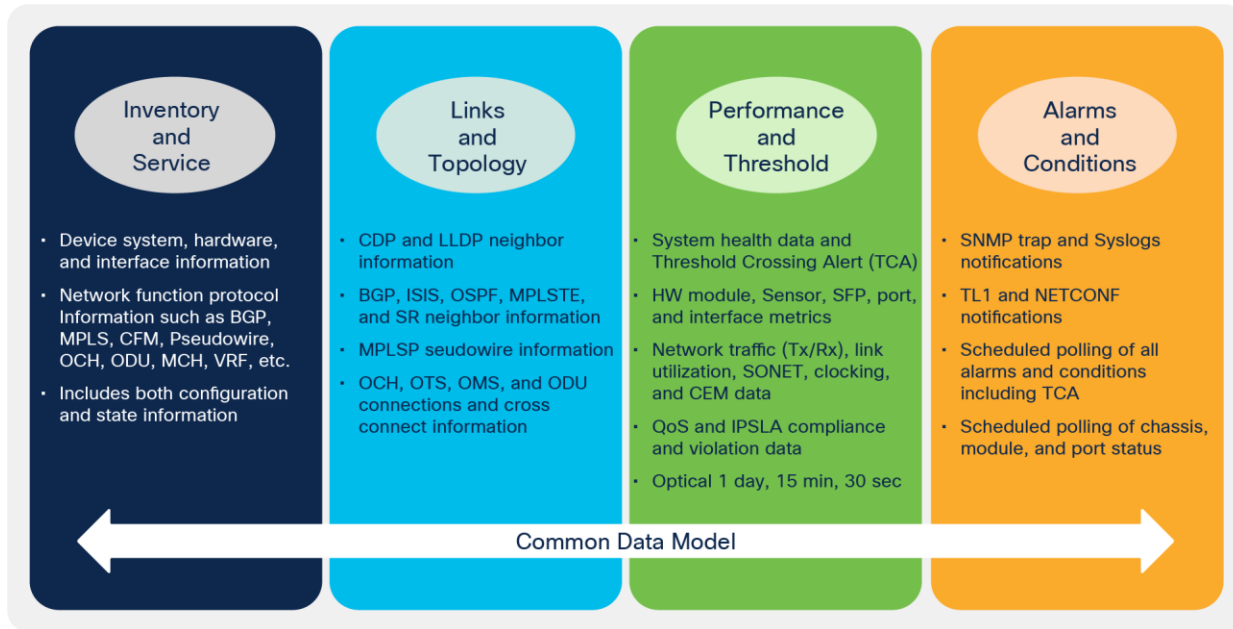 Inventory
and
Service
• Device system, hardware,
and interface information
• Network function protocol
Information such as BGP,
MPLS, CFM, Pseudowire,
OCH, ODU, MCH, VRF, etc.
• Includes both configuration
and state information
Links
and
Topology
• CDP and LLDP neighbor
information
• BGP, ISIS, OSPF, MPLSTE,
and SR neighbor information
• MPLSP seudowire information
• OCH, OTS, OMS, and ODU
connections and cross
connect information
Performance
and
Threshold
• System health data and
Threshold Crossing Alert (TCA)
• HW module, Sensor, SFP, port,
and interface metrics
• Network traffic (Tx/Rx), link
utilization, SONET, clocking,
and CEM data
• QoS and IPSLA compliance
and violation data
• Optical 1 day, 15 min, 30 sec
Alarms
and
Conditions
• SNMP trap and Syslogs
notifications
• TL1 and NETCONF
notifications
• Scheduled polling of all
alarms and conditions
including TCA
• Scheduled polling of chassis,
module, and port status
Common Data Model